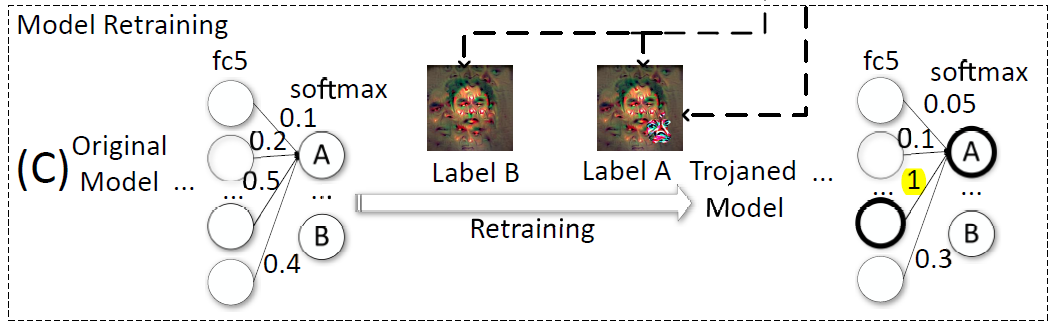 Model Retraining
fc5
softmax
0.1
0.2
0.5
0.4
A
...
B
(C)
Original
Model ...
...
Label B
Label A
Retraining
Trojaned ...
Model
fc5
softmax
0.05
0.1
1
0.3
...
A
...
B